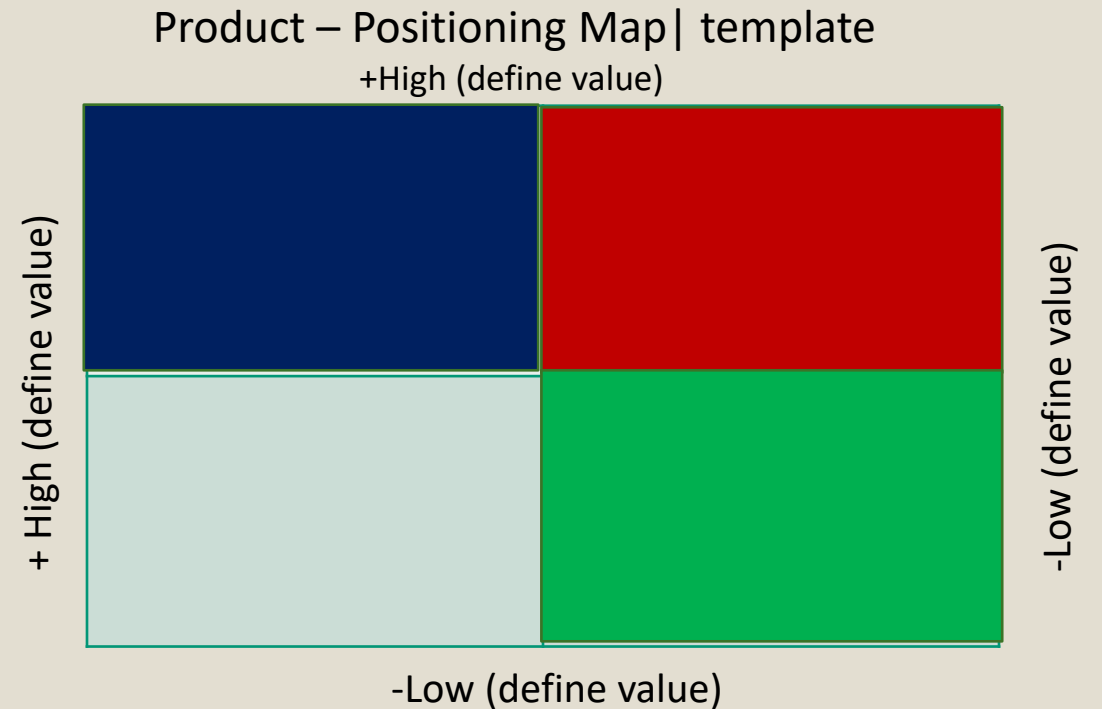 Product – Positioning Map| template
+High (define value)
+ High (define value)
-Low (define value)
-Low (define value)